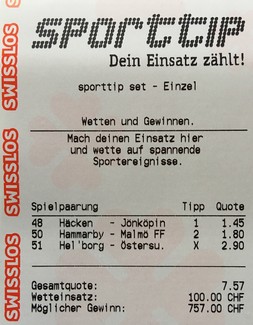 SWISSLOS
SWISSLOS
SWISSLOS
SPORTTIP
Dein Einsatz zählt!
sporttip set - Einzel
Wetten und Gewinnen.
Mach deinen Einsatz hier
und wette auf spannende
Sportereignisse.
Spielpaarung Tipp Quote
48 Häcken - Jönköpin 1 1.45
50 Hammarby - Malmö FF 2 1.80
51 Hel'borg - Östersu. X 2.90
Gesamtquote: 7.57
Wetteinsatz: 100.00 CHF
Möglicher Gewinn: 757.00 CHF